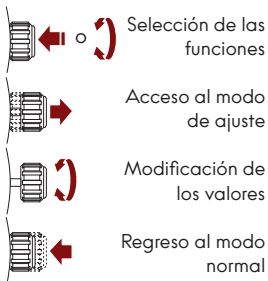 o
Selección de las
funciones
Acceso al modo
de ajuste
Modificación de
los valores
Regreso al modo
normal